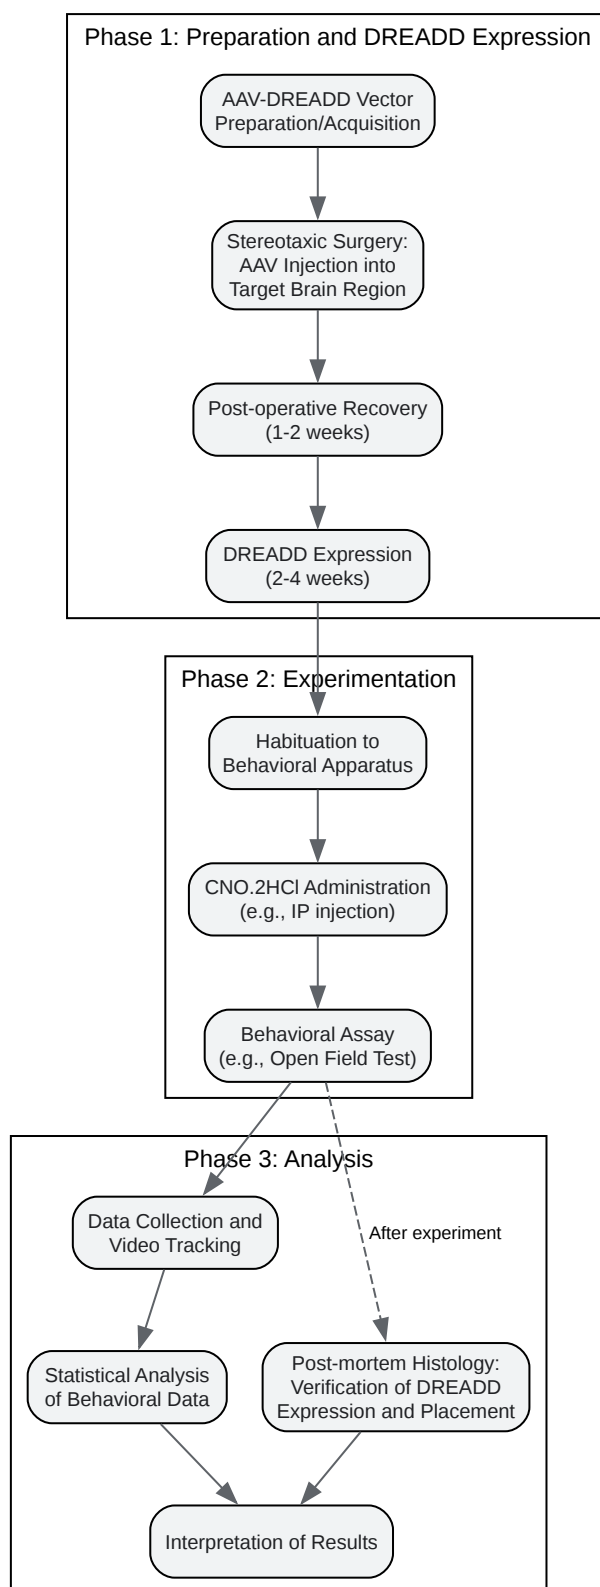 Phase 1: Preparation and DREADD Expression
AAV-DREADD Vector
Preparation/Acquisition
Stereotaxic Surgery:
AAV Injection into
Target Brain Region
Post-operative Recovery
(1-2 weeks)
DREADD Expression
(2-4 weeks)
Phase 2: Experimentation
Habituation to
Behavioral Apparatus
CNO.2HCl Administration
(e.g., IP injection)
Behavioral Assay
(e.g., Open Field Test)
Phase 3: Analysis
Data Collection and
Video Tracking
After experiment
Statistical Analysis
of Behavioral Data
Post-mortem Histology:
Verification of DREADD
Expression and Placement
Interpretation of Results